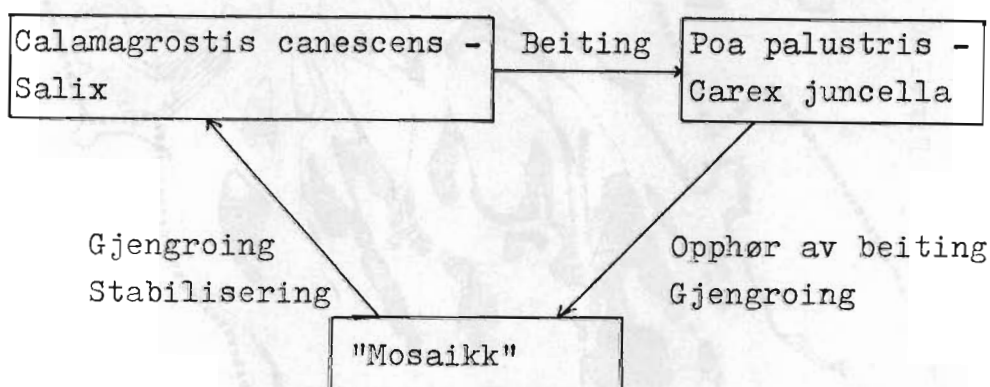 Calamagrostis canescens -
Salix
Beiting
Poa palustris -
Carex juncella
Gjengroing
Stabilisering
Opphør av beiting
Gjengroing
"Mosaikk"